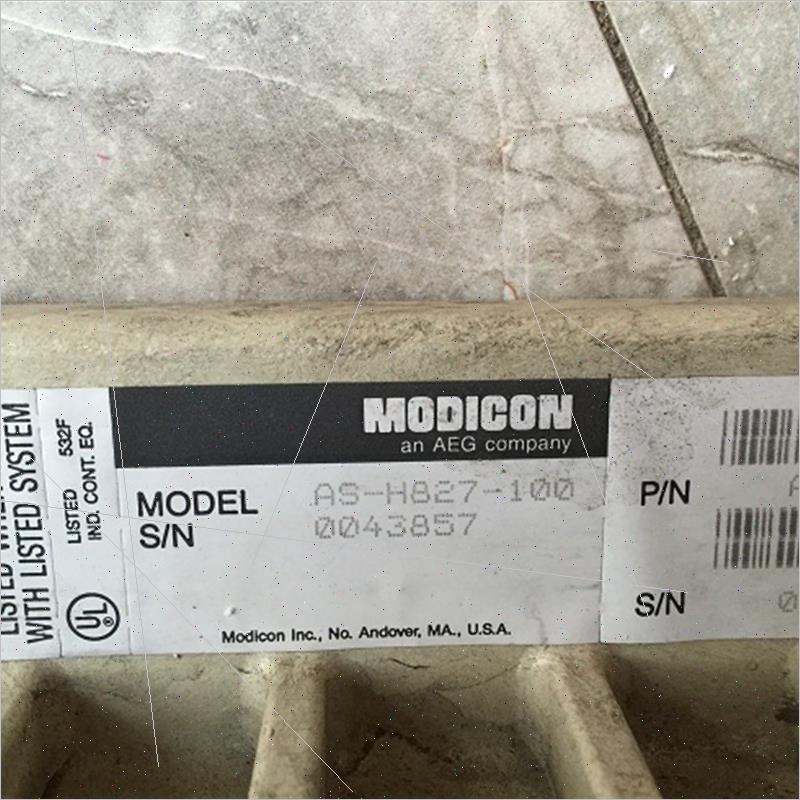 LISTED
WITH LISTED SYSTEM
LISTED 532F
IND. CONT. EQ.
UL ®
MODICON
an AEG company
MODEL AS-H827-100
S/N 0043857
Modicon Inc., No. Andover, MA., U.S.A.
P/N
S/N